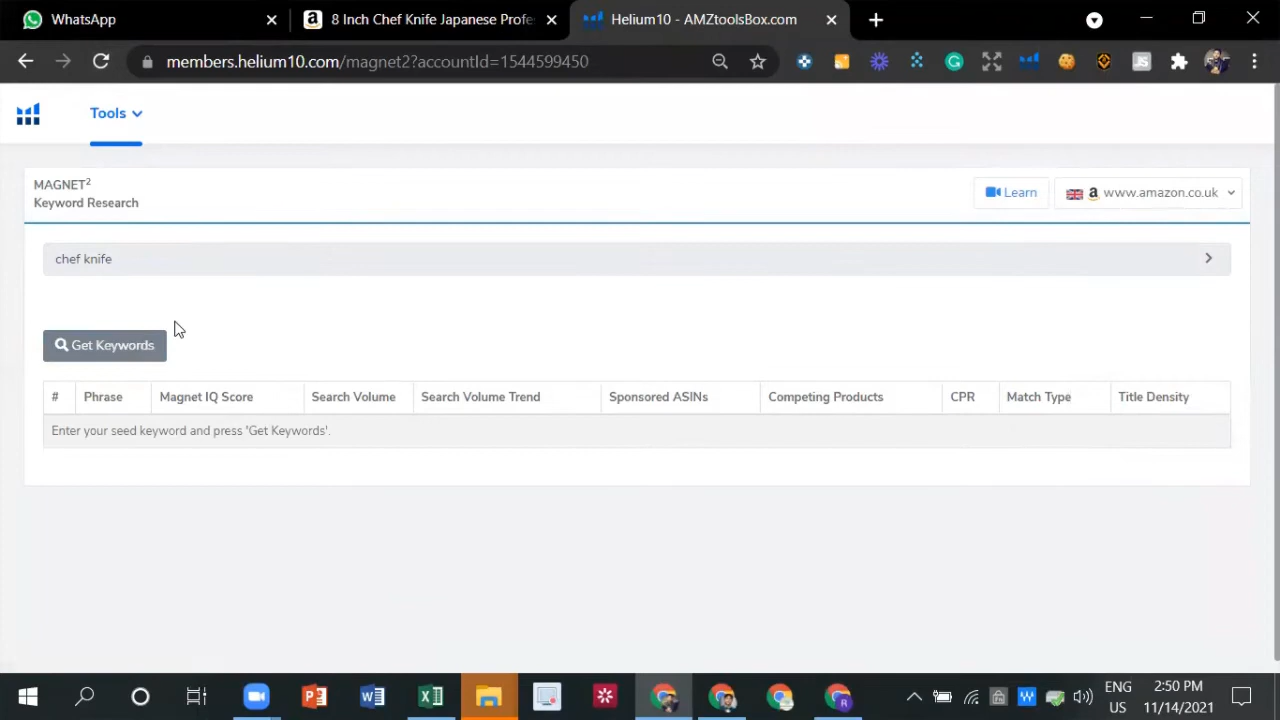 WhatsApp
8 Inch Chef Knife Japanese Profe
Helium10 - AMZtoolsBox.com
members.helium10.com/magnet2?accountId=1544599450
Tools
MAGNET²
Keyword Research
Learn
www.amazon.co.uk
chef knife
Get Keywords
# Phrase Magnet IQ Score Search Volume Search Volume Trend Sponsored ASINs Competing Products CPR Match Type Title Density
Enter your seed keyword and press 'Get Keywords'.
ENG
US
2:50 PM
11/14/2021